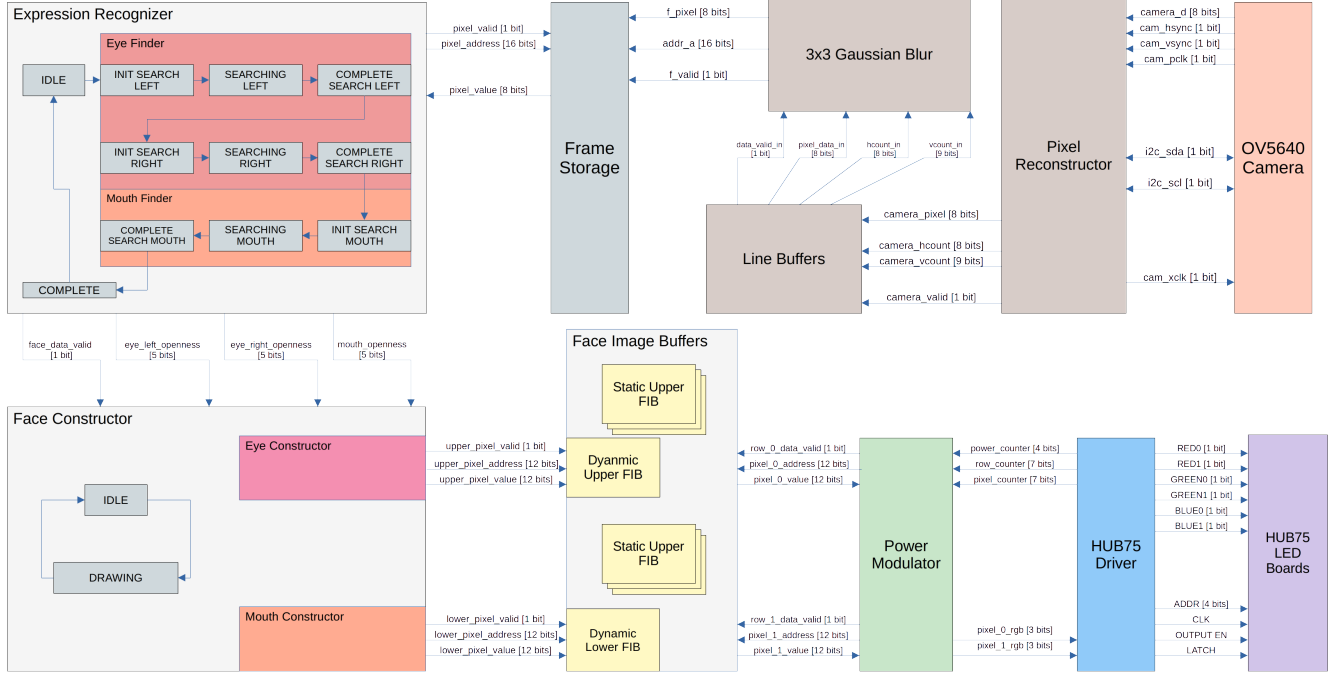 Expression Recognizer
Eye Finder
IDLE
INIT SEARCH
LEFT
SEARCHING
LEFT
COMPLETE
SEARCH LEFT
INIT SEARCH
RIGHT
SEARCHING
RIGHT
COMPLETE
SEARCH RIGHT
Mouth Finder
COMPLETE
SEARCH MOUTH
SEARCHING
MOUTH
INIT SEARCH
MOUTH
COMPLETE
pixel_valid [1 bit]
pixel_address [16 bits]
pixel_value [8 bits]
Frame
Storage
f_pixel [8 bits]
addr_a [16 bits]
f_valid [1 bit]
3x3 Gaussian Blur
data_valid_in
[1 bit]
pixel_data_in
[8 bits]
hcount_in
[8 bits]
vcount_in
[9 bits]
Line Buffers
camera_pixel [8 bits]
camera_hcount [8 bits]
camera_vcount [9 bits]
camera_valid [1 bit]
Pixel
Reconstructor
camera_d [8 bits]
cam_hsync [1 bit]
cam_vsync [1 bit]
cam_pclk [1 bit]
i2c_sda [1 bit]
i2c_scl [1 bit]
cam_xclk [1 bit]
OV5640
Camera
face_data_valid
[1 bit]
eye_left_openness
[5 bits]
eye_right_openness
[5 bits]
mouth_openness
[5 bits]
Face Constructor
Eye Constructor
IDLE
DRAWING
Mouth Constructor
upper_pixel_valid [1 bit]
upper_pixel_address [12 bits]
upper_pixel_value [12 bits]
lower_pixel_valid [1 bit]
lower_pixel_address [12 bits]
lower_pixel_value [12 bits]
Face Image Buffers
Static Upper
FIB
Dyanmic
Upper FIB
Static Upper
FIB
Dynamic
Lower FIB
row_0_data_valid [1 bit]
pixel_0_address [12 bits]
pixel_0_value [12 bits]
row_1_data_valid [1 bit]
pixel_1_address [12 bits]
pixel_1_value [12 bits]
Power
Modulator
power_counter [4 bits]
row_counter [7 bits]
pixel_counter [7 bits]
pixel_0_rgb [3 bits]
pixel_1_rgb [3 bits]
HUB75
Driver
RED0 [1 bit]
RED1 [1 bit]
GREEN0 [1 bit]
GREEN1 [1 bit]
BLUE0 [1 bit]
BLUE1 [1 bit]
ADDR [4 bits]
CLK
OUTPUT EN
LATCH
HUB75
LED
Boards